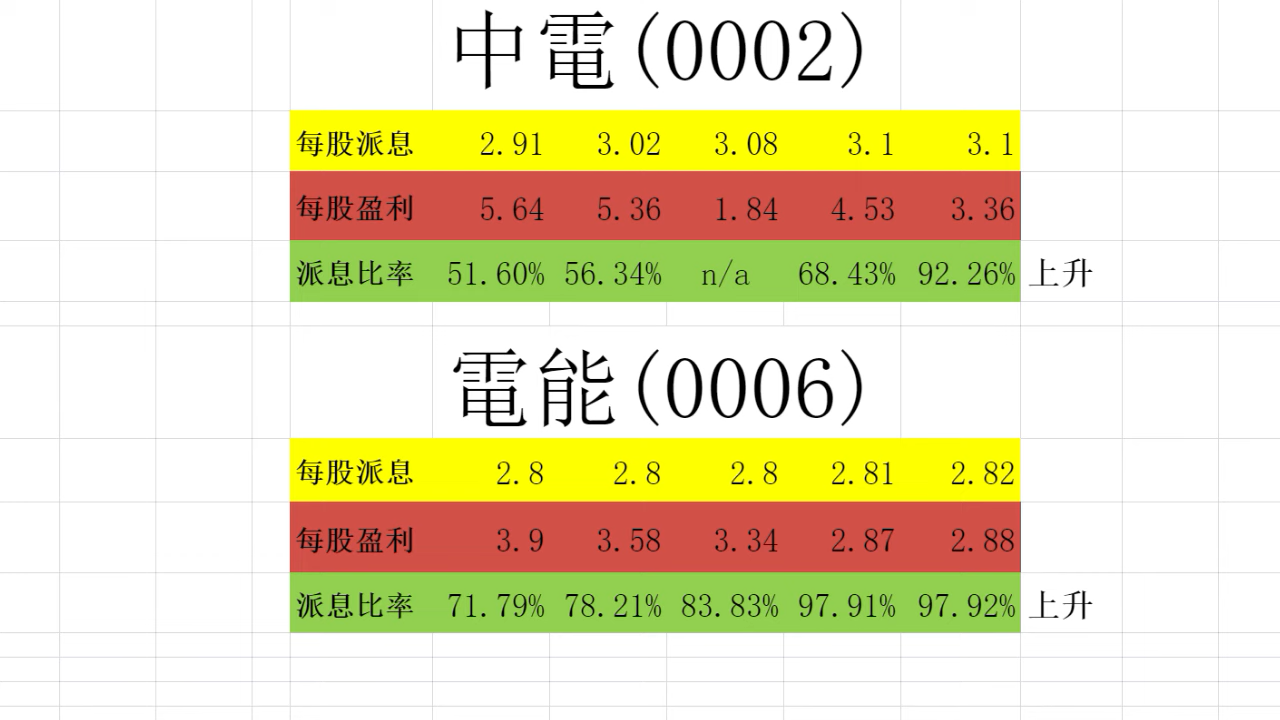 中電(0002)
每股派息 2.91 3.02 3.08 3.1 3.1
每股盈利 5.64 5.36 1.84 4.53 3.36
派息比率 51.60% 56.34% n/a 68.43% 92.26% 上升
電能(0006)
每股派息 2.8 2.8 2.8 2.81 2.82
每股盈利 3.9 3.58 3.34 2.87 2.88
派息比率 71.79% 78.21% 83.83% 97.91% 97.92% 上升